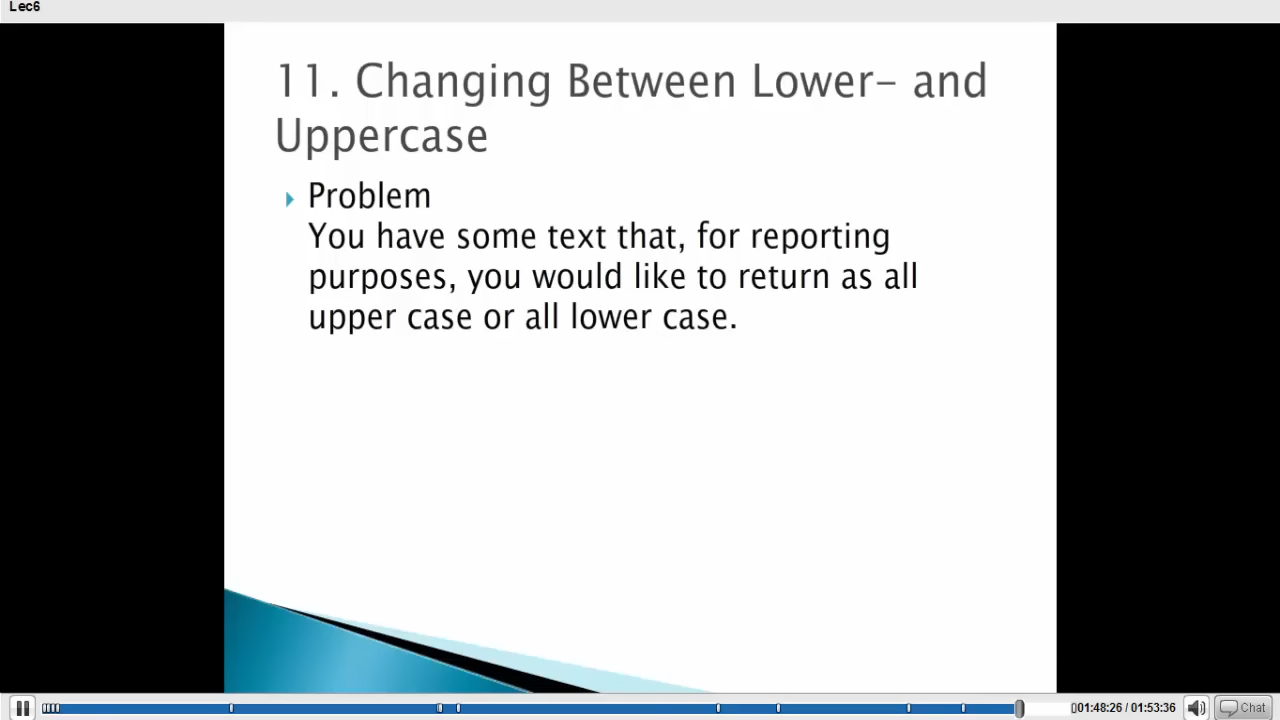 Lec6
11. Changing Between Lower- and
Uppercase
Problem
You have some text that, for reporting
purposes, you would like to return as all
upper case or all lower case.
01:48:26 / 01:53:36
Chat